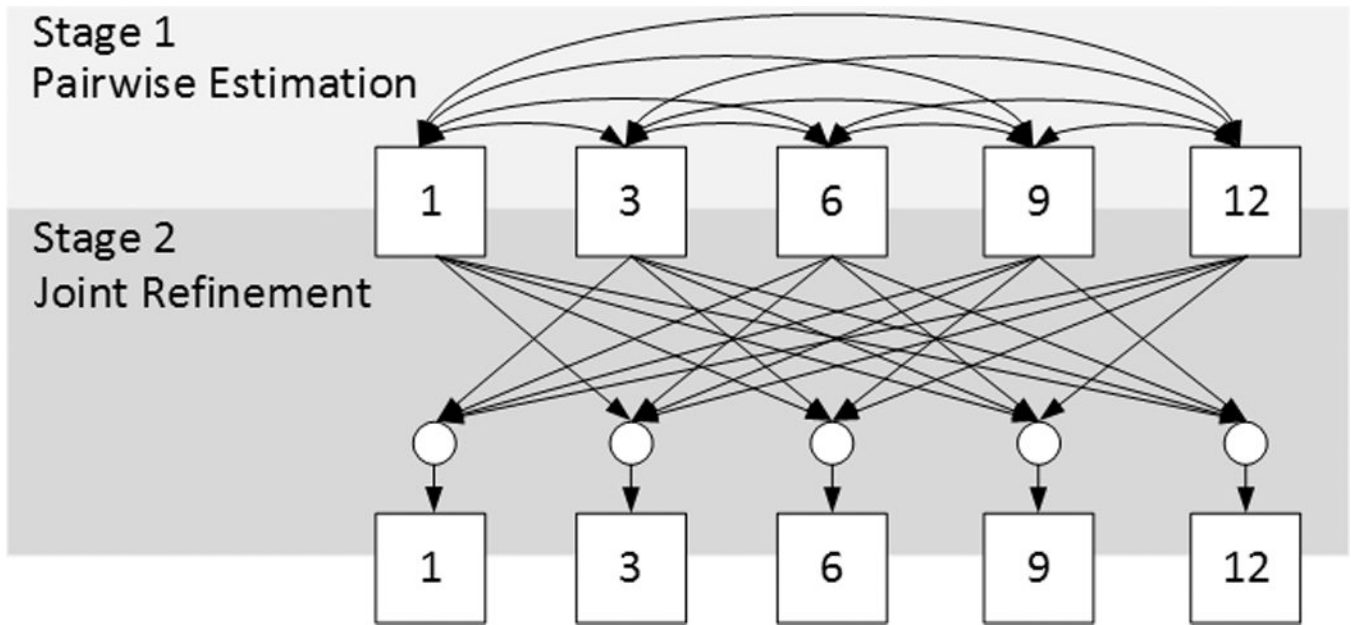 Stage 1
Pairwise Estimation
1 3 6 9 12
Stage 2
Joint Refinement
1 3 6 9 12